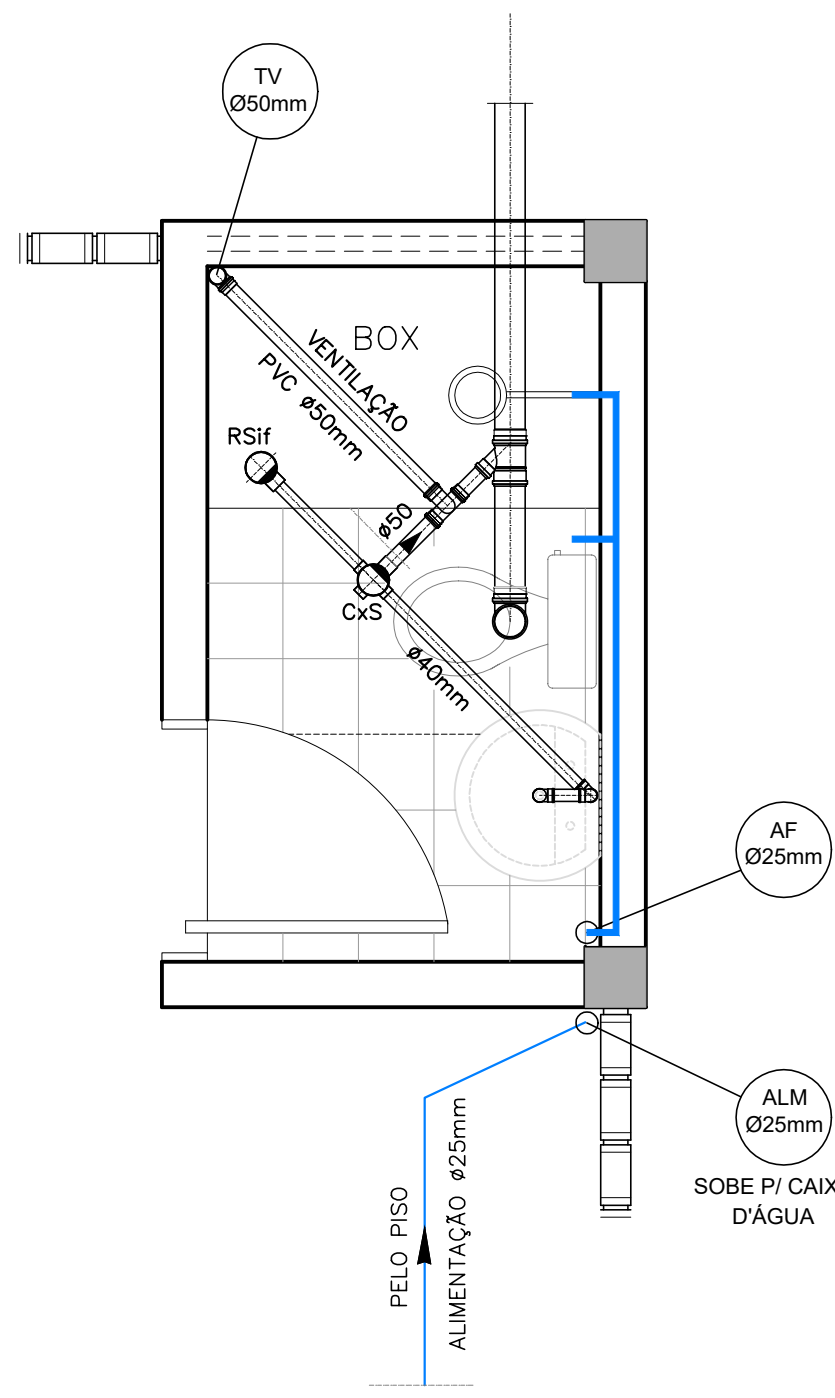 TV
Ø50mm
BOX
VENTILAÇÃO
PVC ø50mm
RSif
ø50
CxS
ø40mm
AF
Ø25mm
ALM
Ø25mm
SOBE P/ CAIX
D'ÁGUA
PELO PISO
ALIMENTAÇÃO ø25mm